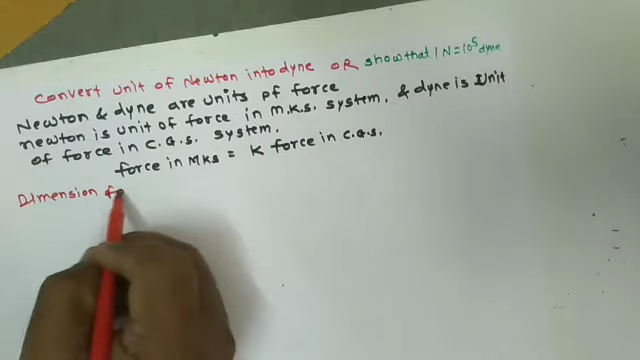 Convert unit of Newton into dyne OR show that 1 N = 10⁵ dyne
Newton & dyne are units of force
newton is unit of force in M.K.S. system. & dyne is Unit
of force in C.G.S. system.
force in MKS = K force in C.G.S.
Dimension fo